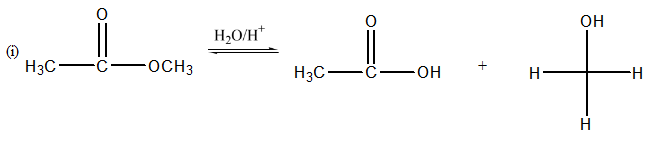 O O OH
(i) H₃C C OCH₃ H₂O/H⁺ H₃C C OH + H H
H